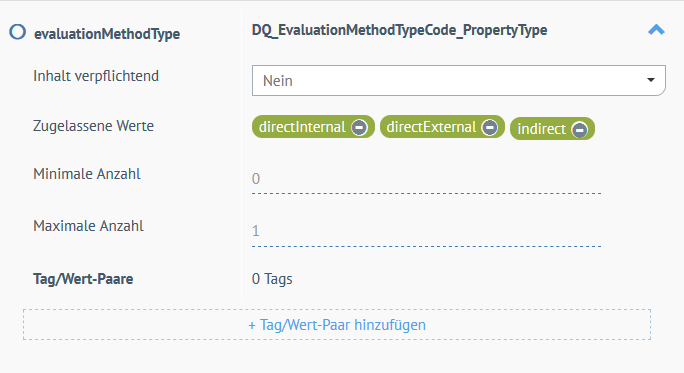 evaluationMethodType DQ_EvaluationMethodTypeCode_PropertyType
Inhalt verpflichtend Nein
Zugelassene Werte directInternal directExternal indirect
Minimale Anzahl 0
Maximale Anzahl 1
Tag/Wert-Paare 0 Tags
+ Tag/Wert-Paar hinzufügen